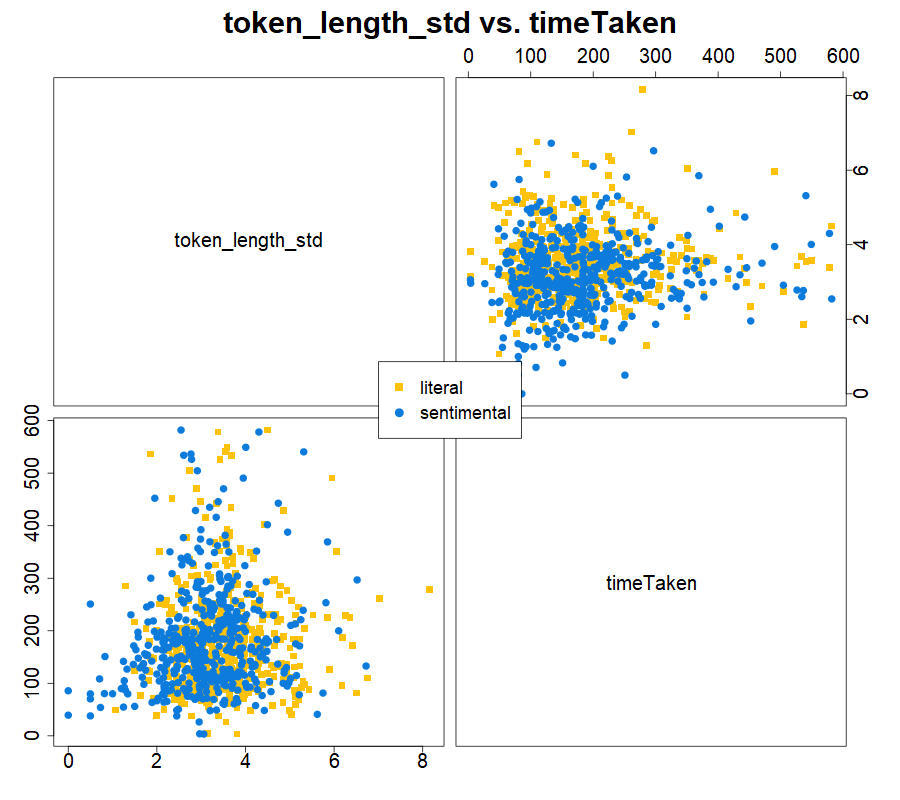 token_length_std vs. timeTaken
0 100 200 300 400 500 600
token_length_std
0 2 4 6 8
literal
sentimental
0 100 200 300 400 500 600
timeTaken
0 2 4 6 8